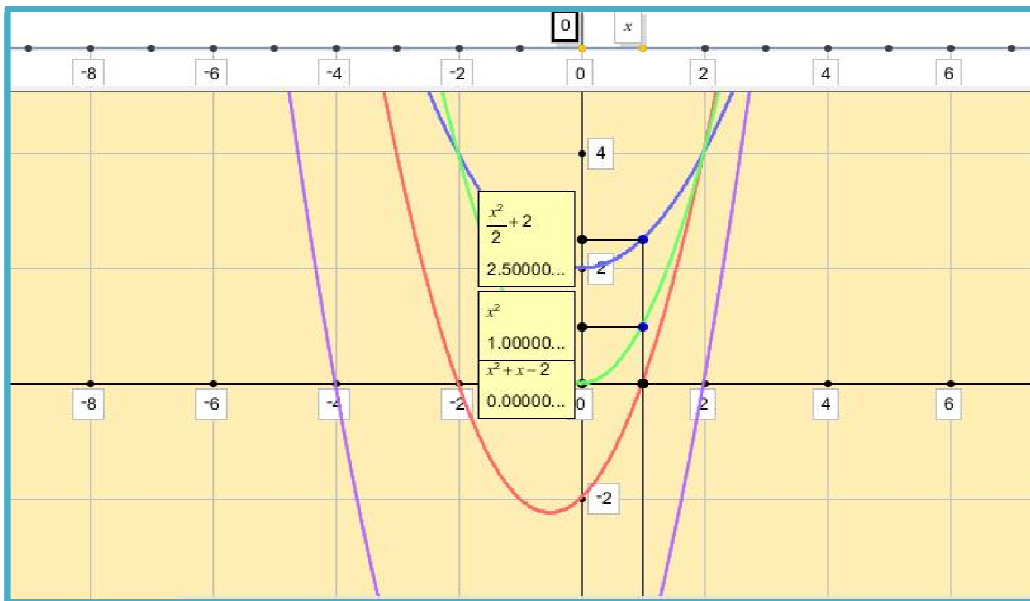 0 x
-8 -6 -4 -2 0 2 4 6
4
x²/2 + 2
2.50000...
2
x²
1.00000...
x² + x − 2
0.00000...
-8 -6 -4 -2 0 2 4 6
-2